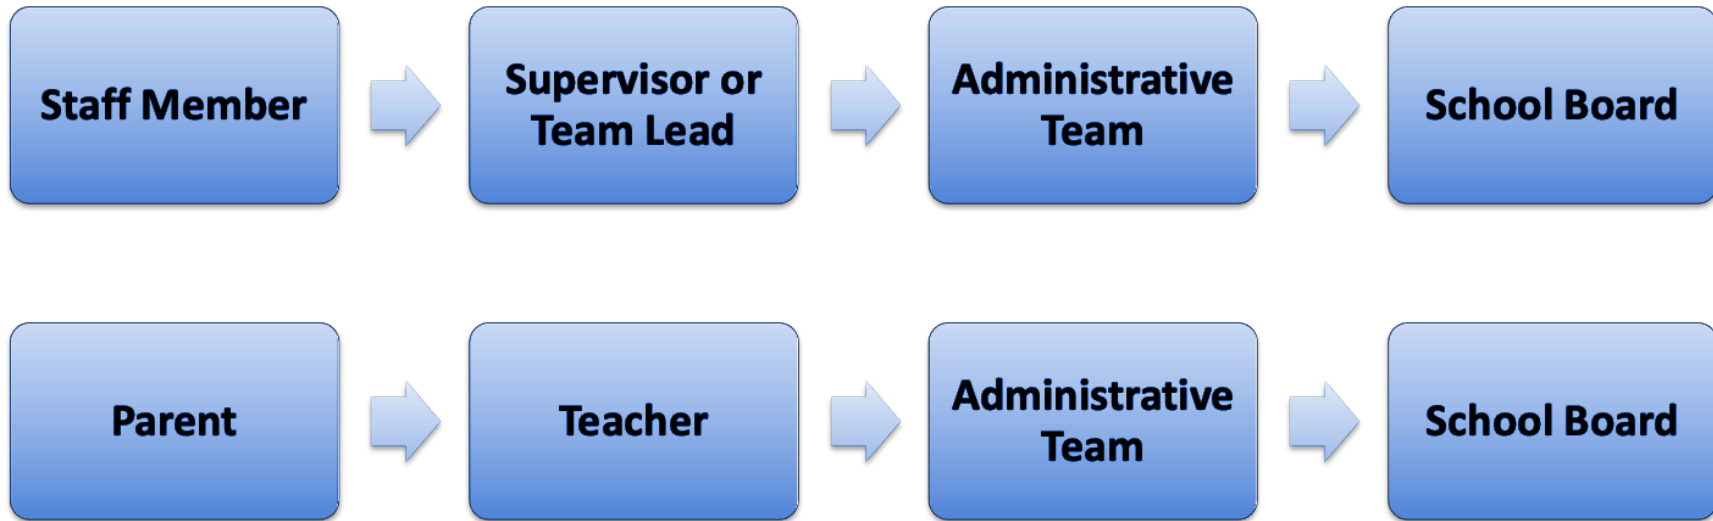 Staff Member
Supervisor or
Team Lead
Administrative
Team
School Board
Parent
Teacher
Administrative
Team
School Board